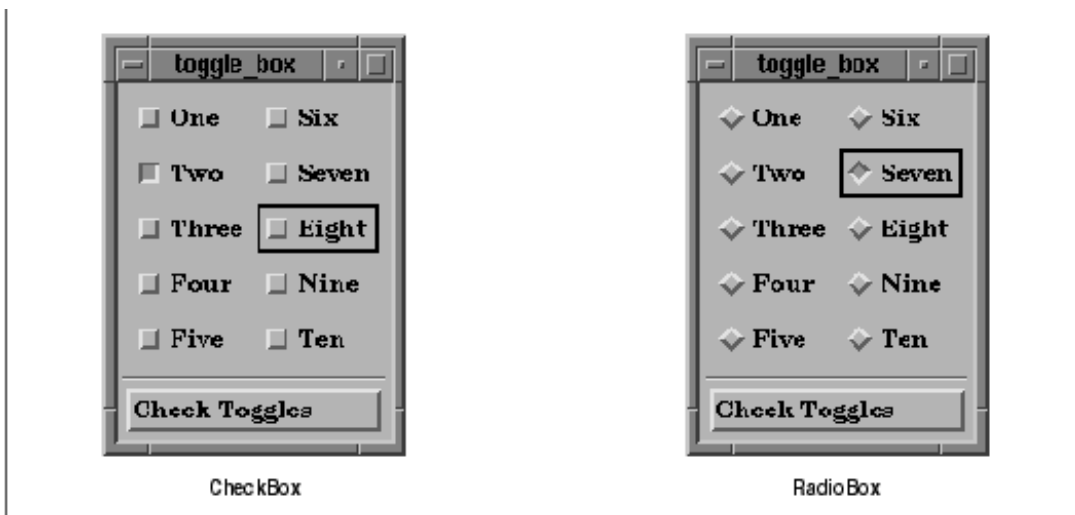 toggle_box
One Six
Two Seven
Three Eight
Four Nine
Five Ten
Check Toggles
CheckBox
toggle_box
One Six
Two Seven
Three Eight
Four Nine
Five Ten
Check Toggles
RadioBox